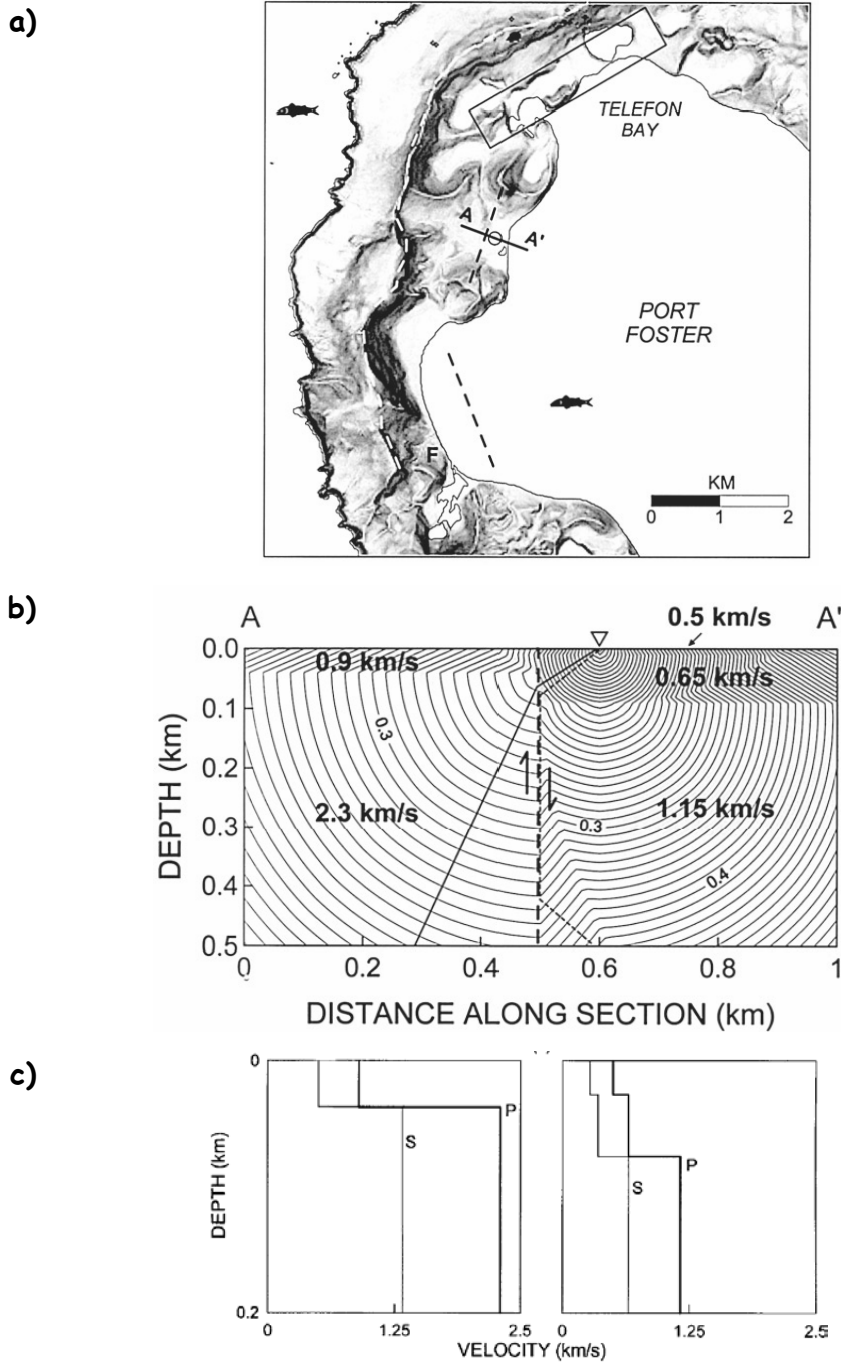 a)
TELEFON
BAY
A
A'
PORT
FOSTER
F
KM
0 1 2
b)
A
A'
0.5 km/s
0.0
0.9 km/s
0.65 km/s
0.1
0.3
0.2
2.3 km/s
1.15 km/s
0.3
0.3
0.4
0.4
0.5
DEPTH (km)
0 0.2 0.4 0.6 0.8 1
DISTANCE ALONG SECTION (km)
c)
0
0
P
S
P
S
DEPTH (km)
0.2
0 1.25 2.5
0 1.25 2.5
VELOCITY (km/s)